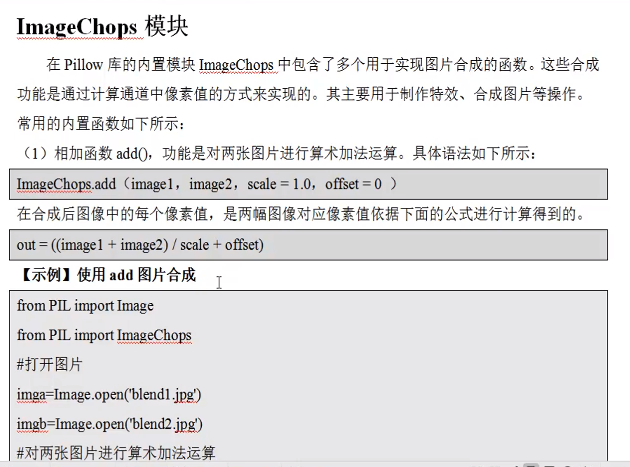 ImageChops 模块
在 Pillow 库的内置模块 ImageChops 中包含了多个用于实现图片合成的函数。这些合成
功能是通过计算通道中像素值的方式来实现的。其主要用于制作特效、合成图片等操作。
常用的内置函数如下所示：
（1）相加函数 add()，功能是对两张图片进行算术加法运算。具体语法如下所示：
ImageChops.add（image1，image2，scale = 1.0，offset = 0 ）
在合成后图像中的每个像素值，是两幅图像对应像素值依据下面的公式进行计算得到的。
out = ((image1 + image2) / scale + offset)
【示例】使用 add 图片合成
from PIL import Image
from PIL import ImageChops
#打开图片
imga=Image.open('blend1.jpg')
imgb=Image.open('blend2.jpg')
#对两张图片进行算术加法运算